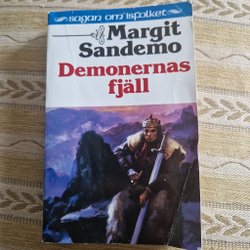 sagan om isfolket
Margit
Sandemo
Demonernas
fjäll